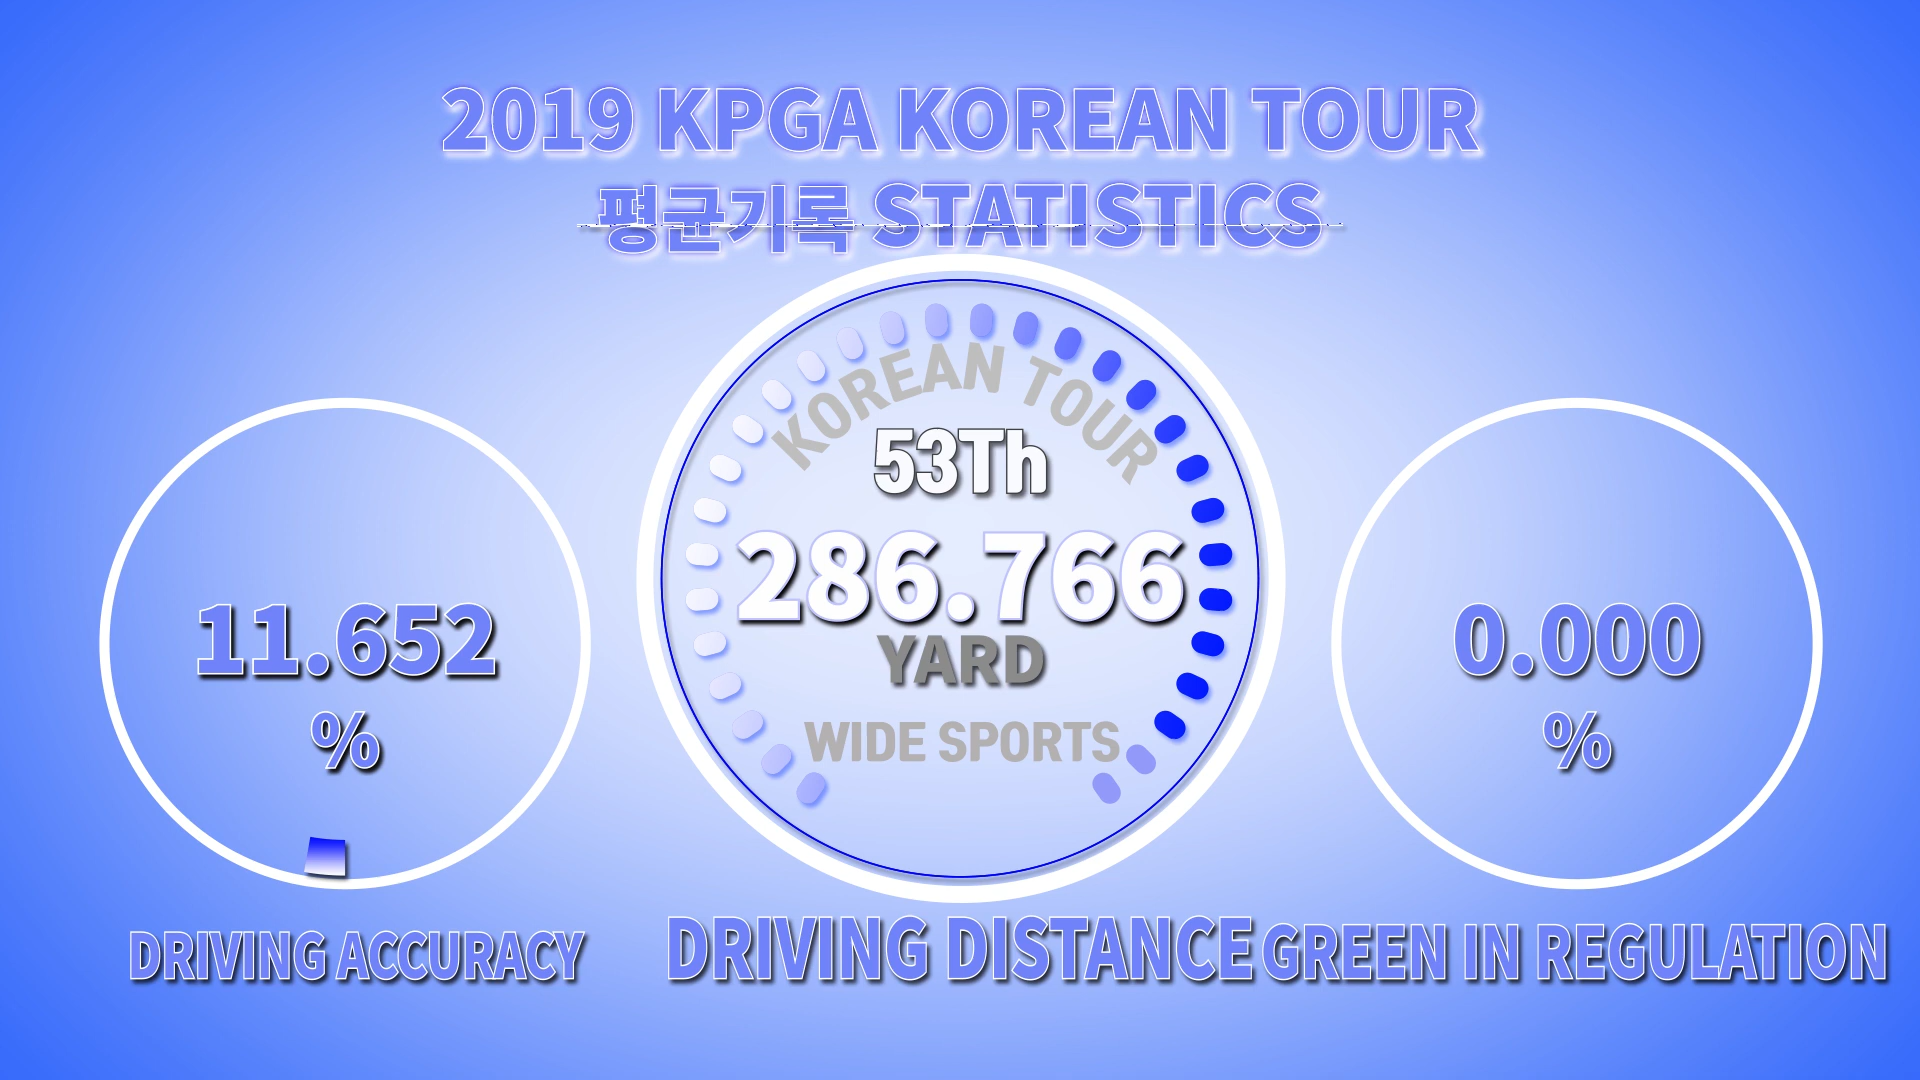 2019 KPGA KOREAN TOUR
평균기록 STATISTICS
KOREAN TOUR
53Th
286.766
YARD
WIDE SPORTS
11.652
%
0.000
%
DRIVING ACCURACY
DRIVING DISTANCE
GREEN IN REGULATION